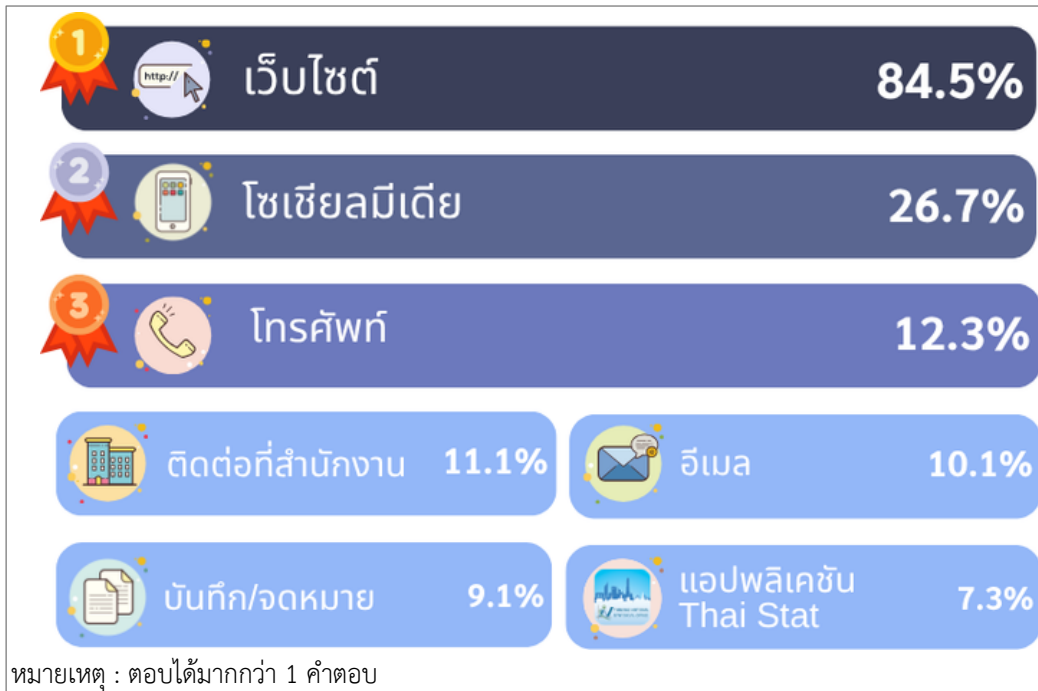 1
http://
เว็บไซต์ 84.5%
2
โซเชียลมีเดีย 26.7%
3
โทรศัพท์ 12.3%
ติดต่อที่สำนักงาน 11.1%
อีเมล 10.1%
บันทึก/จดหมาย 9.1%
แอปพลิเคชัน
Thai Stat 7.3%
หมายเหตุ : ตอบได้มากกว่า 1 คำตอบ